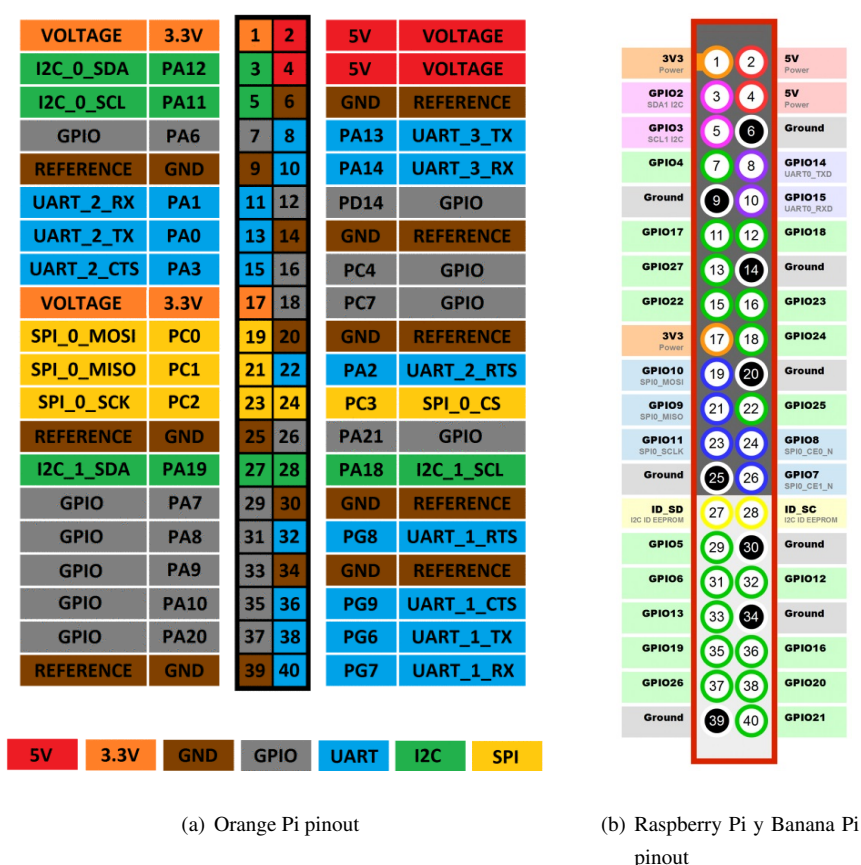 VOLTAGE 3.3V 1 2 5V VOLTAGE
I2C_0_SDA PA12 3 4 5V VOLTAGE
I2C_0_SCL PA11 5 6 GND REFERENCE
GPIO PA6 7 8 PA13 UART_3_TX
REFERENCE GND 9 10 PA14 UART_3_RX
UART_2_RX PA1 11 12 PD14 GPIO
UART_2_TX PA0 13 14 GND REFERENCE
UART_2_CTS PA3 15 16 PC4 GPIO
VOLTAGE 3.3V 17 18 PC7 GPIO
SPI_0_MOSI PC0 19 20 GND REFERENCE
SPI_0_MISO PC1 21 22 PA2 UART_2_RTS
SPI_0_SCK PC2 23 24 PC3 SPI_0_CS
REFERENCE GND 25 26 PA21 GPIO
I2C_1_SDA PA19 27 28 PA18 I2C_1_SCL
GPIO PA7 29 30 GND REFERENCE
GPIO PA8 31 32 PG8 UART_1_RTS
GPIO PA9 33 34 GND REFERENCE
GPIO PA10 35 36 PG9 UART_1_CTS
GPIO PA20 37 38 PG6 UART_1_TX
REFERENCE GND 39 40 PG7 UART_1_RX
5V 3.3V GND GPIO UART I2C SPI
(a) Orange Pi pinout
3V3 1 2 5V
Power Power
GPIO2 3 4 5V
SDA1 I2C Power
GPIO3 5 6 Ground
SCL1 I2C
GPIO4 7 8 GPIO14
UART0_TXD
Ground 9 10 GPIO15
UART0_RXD
GPIO17 11 12 GPIO18
GPIO27 13 14 Ground
GPIO22 15 16 GPIO23
3V3 17 18 GPIO24
Power
GPIO10 19 20 Ground
SPI0_MOSI
GPIO9 21 22 GPIO25
SPI0_MISO
GPIO11 23 24 GPIO8
SPI0_SCLK SPI0_CE0_N
Ground 25 26 GPIO7
SPI0_CE1_N
ID_SD 27 28 ID_SC
I2C ID EEPROM I2C ID EEPROM
GPIO5 29 30 Ground
GPIO6 31 32 GPIO12
GPIO13 33 34 Ground
GPIO19 35 36 GPIO16
GPIO26 37 38 GPIO20
Ground 39 40 GPIO21
(b) Raspberry Pi y Banana Pi
pinout